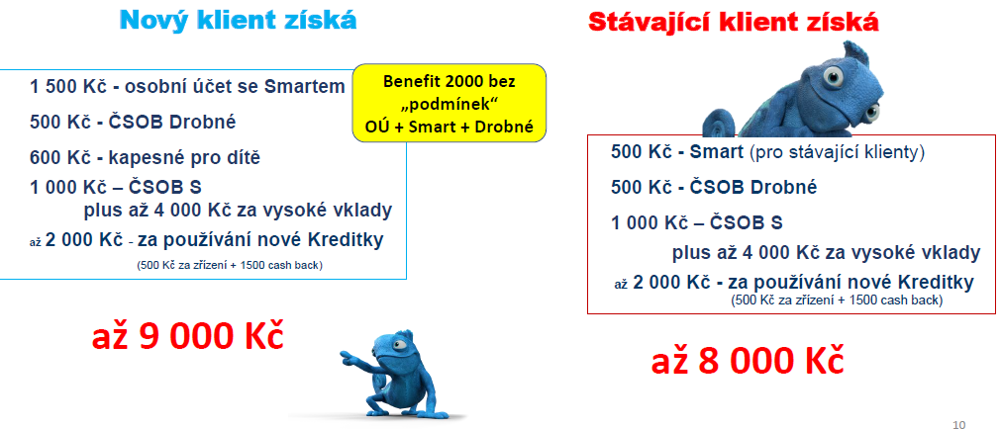 Nový klient získá
1 500 Kč - osobní účet se Smartem
500 Kč - ČSOB Drobné
600 Kč - kapesné pro dítě
1 000 Kč – ČSOB S
plus až 4 000 Kč za vysoké vklady
až 2 000 Kč - za používání nové Kreditky
(500 Kč za zřízení + 1500 cash back)
Benefit 2000 bez
„podmínek“
OÚ + Smart + Drobné
až 9 000 Kč
Stávající klient získá
500 Kč - Smart (pro stávající klienty)
500 Kč - ČSOB Drobné
1 000 Kč – ČSOB S
plus až 4 000 Kč za vysoké vklady
až 2 000 Kč - za používání nové Kreditky
(500 Kč za zřízení + 1500 cash back)
až 8 000 Kč
10